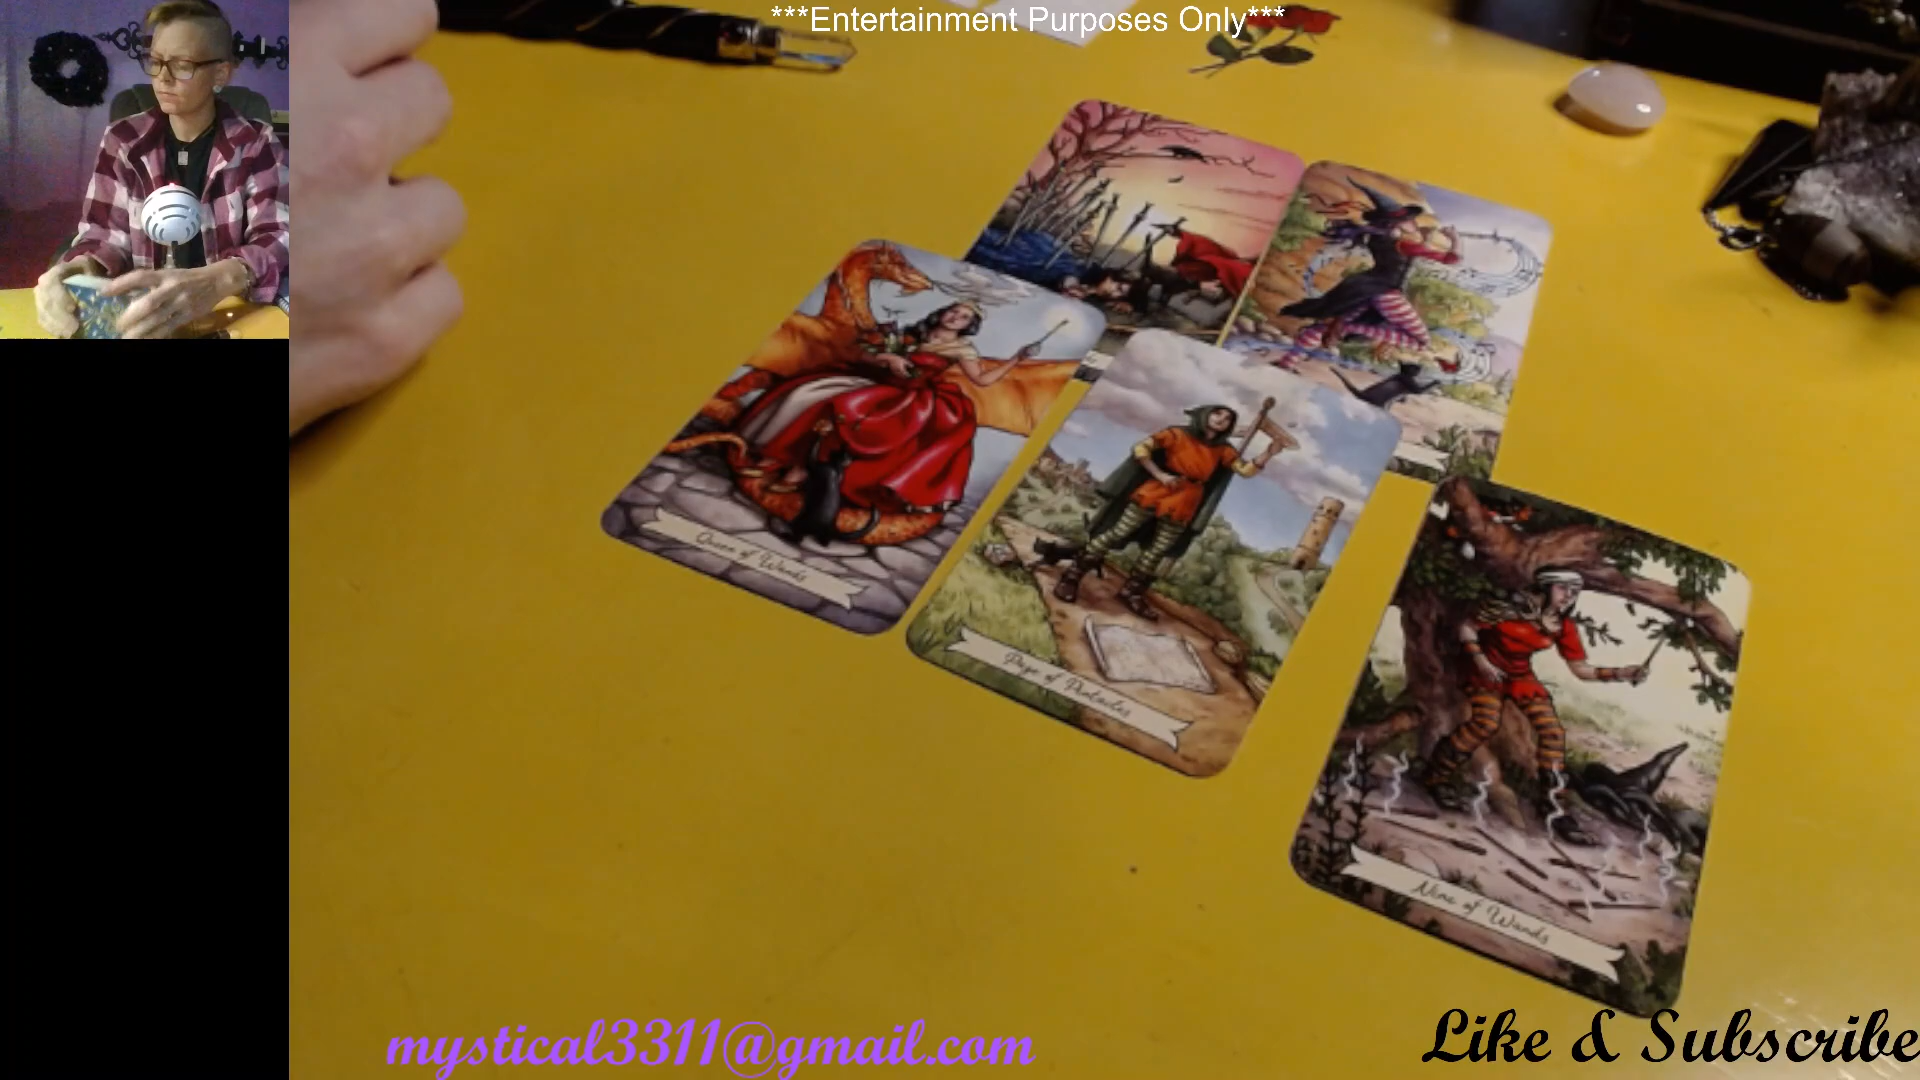 ***Entertainment Purposes Only***
Queen of Wands
Page of Pentacles
Nine of Wands
mystical3311@gmail.com
Like & Subscribe